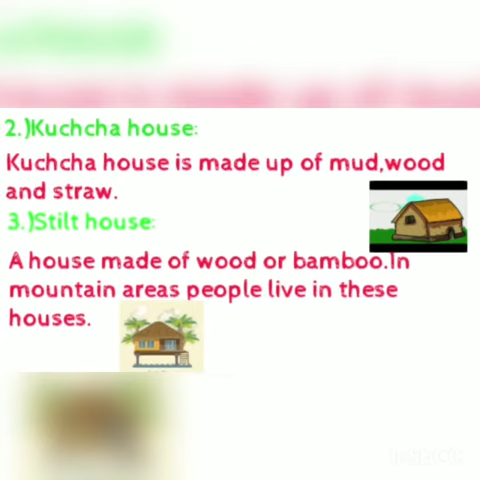 2.)Kuchcha house:
Kuchcha house is made up of mud,wood
and straw.
3.)Stilt house:
A house made of wood or bamboo.In
mountain areas people live in these
houses.